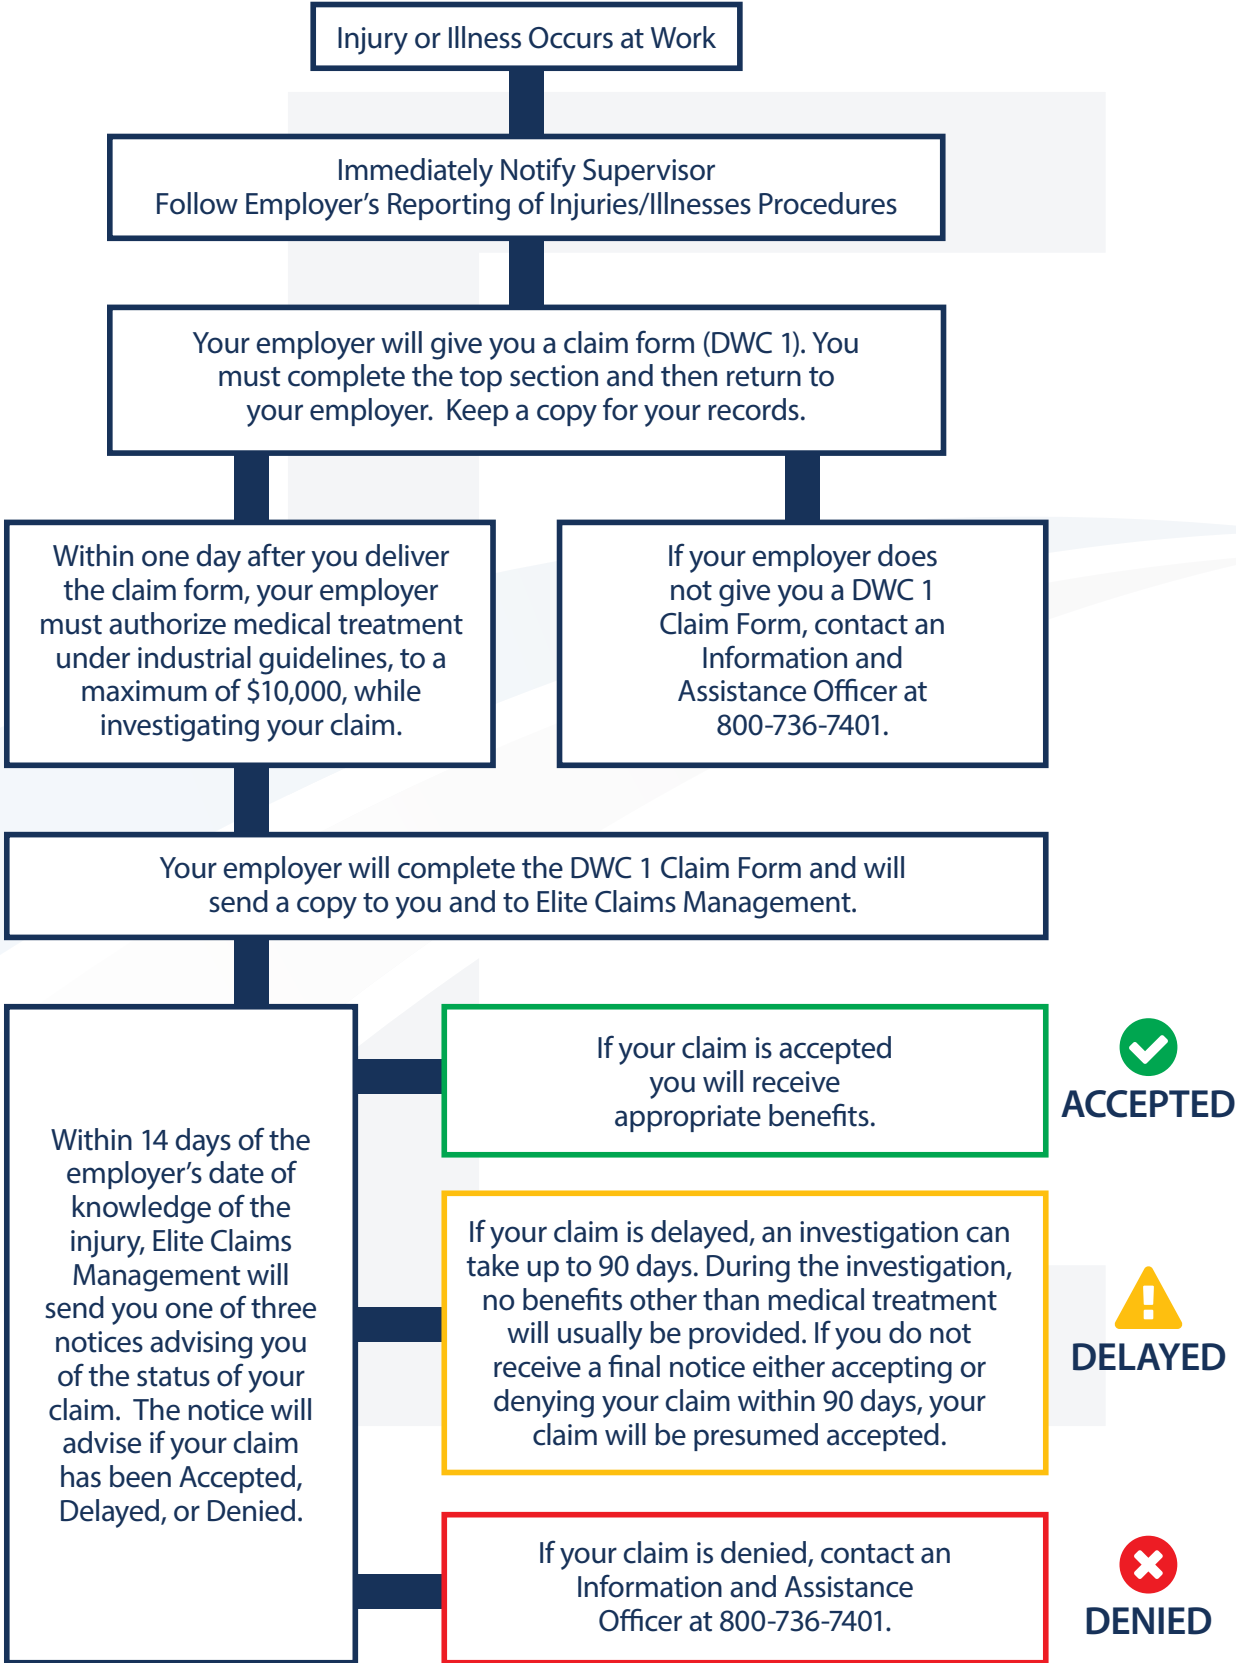 Injury or Illness Occurs at Work
Immediately Notify Supervisor
Follow Employer’s Reporting of Injuries/Illnesses Procedures
Your employer will give you a claim form (DWC 1). You
must complete the top section and then return to
your employer.  Keep a copy for your records.
Within one day after you deliver
the claim form, your employer
must authorize medical treatment
under industrial guidelines, to a
maximum of $10,000, while
investigating your claim.
If your employer does
not give you a DWC 1
Claim Form, contact an
Information and
Assistance Officer at
800-736-7401.
Your employer will complete the DWC 1 Claim Form and will
send a copy to you and to Elite Claims Management.
Within 14 days of the
employer’s date of
knowledge of the
injury, Elite Claims
Management will
send you one of three
notices advising you
of the status of your
claim.  The notice will
advise if your claim
has been Accepted,
Delayed, or Denied.
If your claim is accepted
you will receive
appropriate benefits.
ACCEPTED
If your claim is delayed, an investigation can
take up to 90 days. During the investigation,
no benefits other than medical treatment
will usually be provided. If you do not
receive a final notice either accepting or
denying your claim within 90 days, your
claim will be presumed accepted.
DELAYED
If your claim is denied, contact an
Information and Assistance
Officer at 800-736-7401.
DENIED